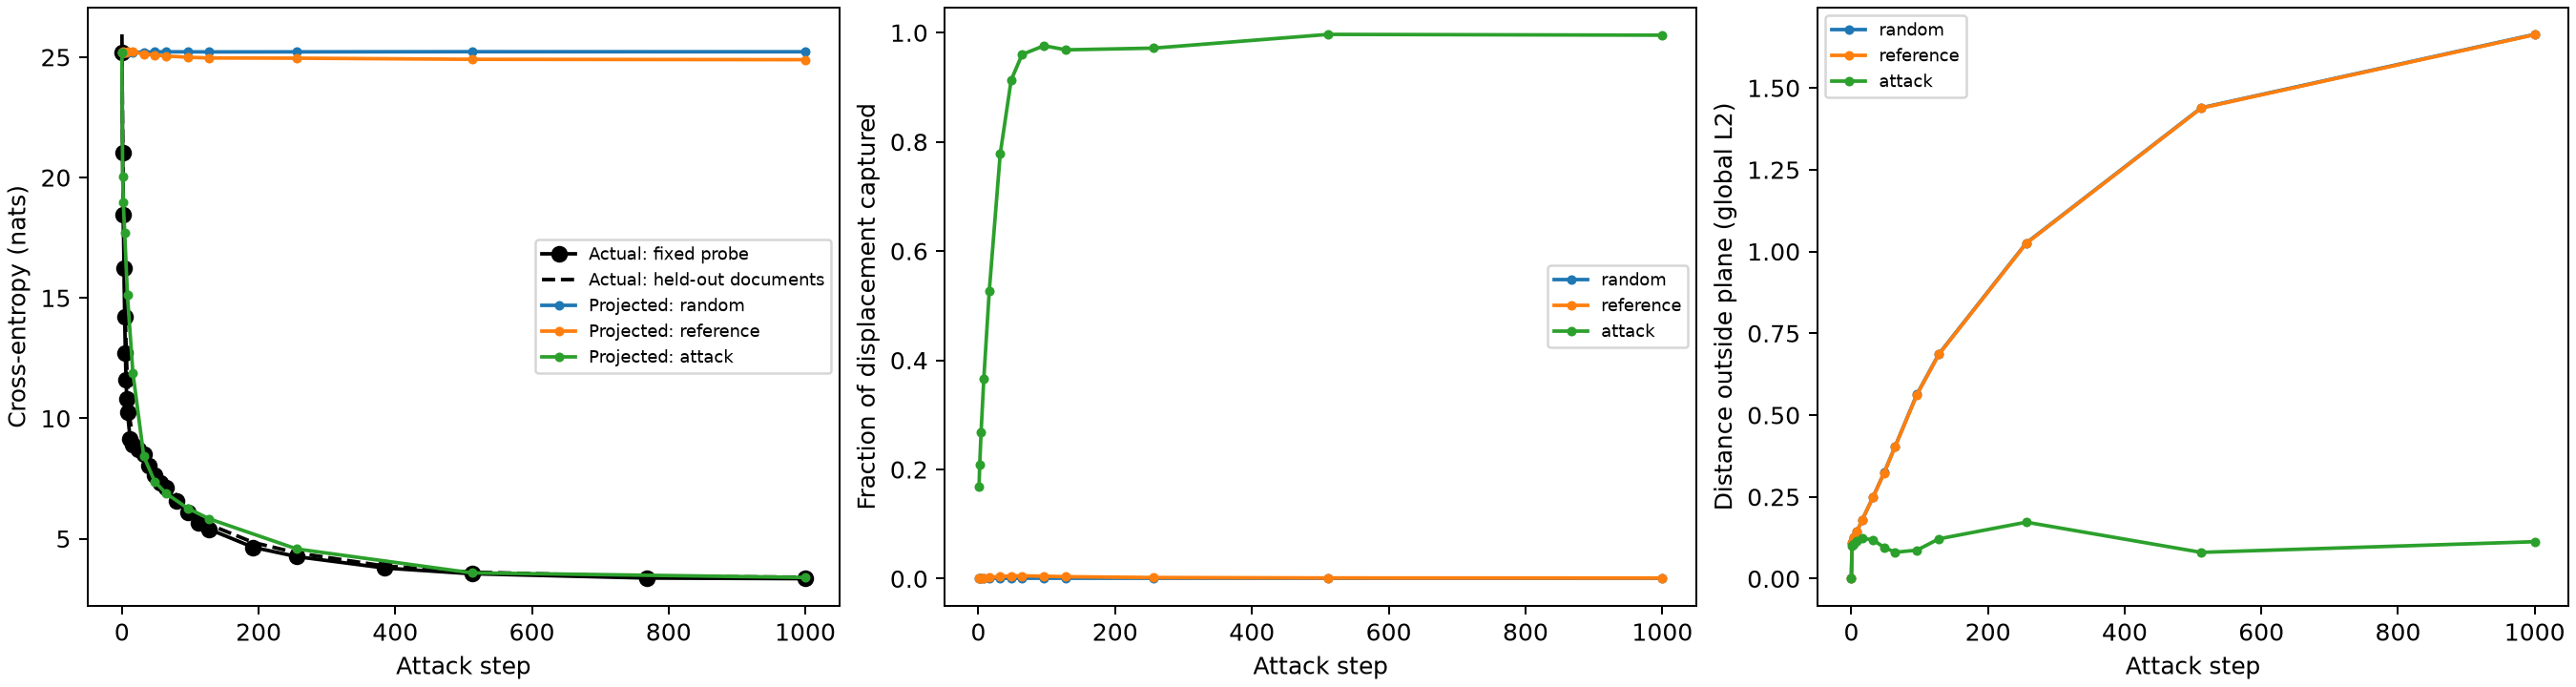 Cross-entropy (nats)
25
20
15
10
5
0
200
400
600
800
1000
Attack step
Actual: fixed probe
Actual: held-out documents
Projected: random
Projected: reference
Projected: attack
Fraction of displacement captured
1.0
0.8
0.6
0.4
0.2
0.0
0
200
400
600
800
1000
Attack step
random
reference
attack
Distance outside plane (global L2)
1.50
1.25
1.00
0.75
0.50
0.25
0.00
0
200
400
600
800
1000
Attack step
random
reference
attack